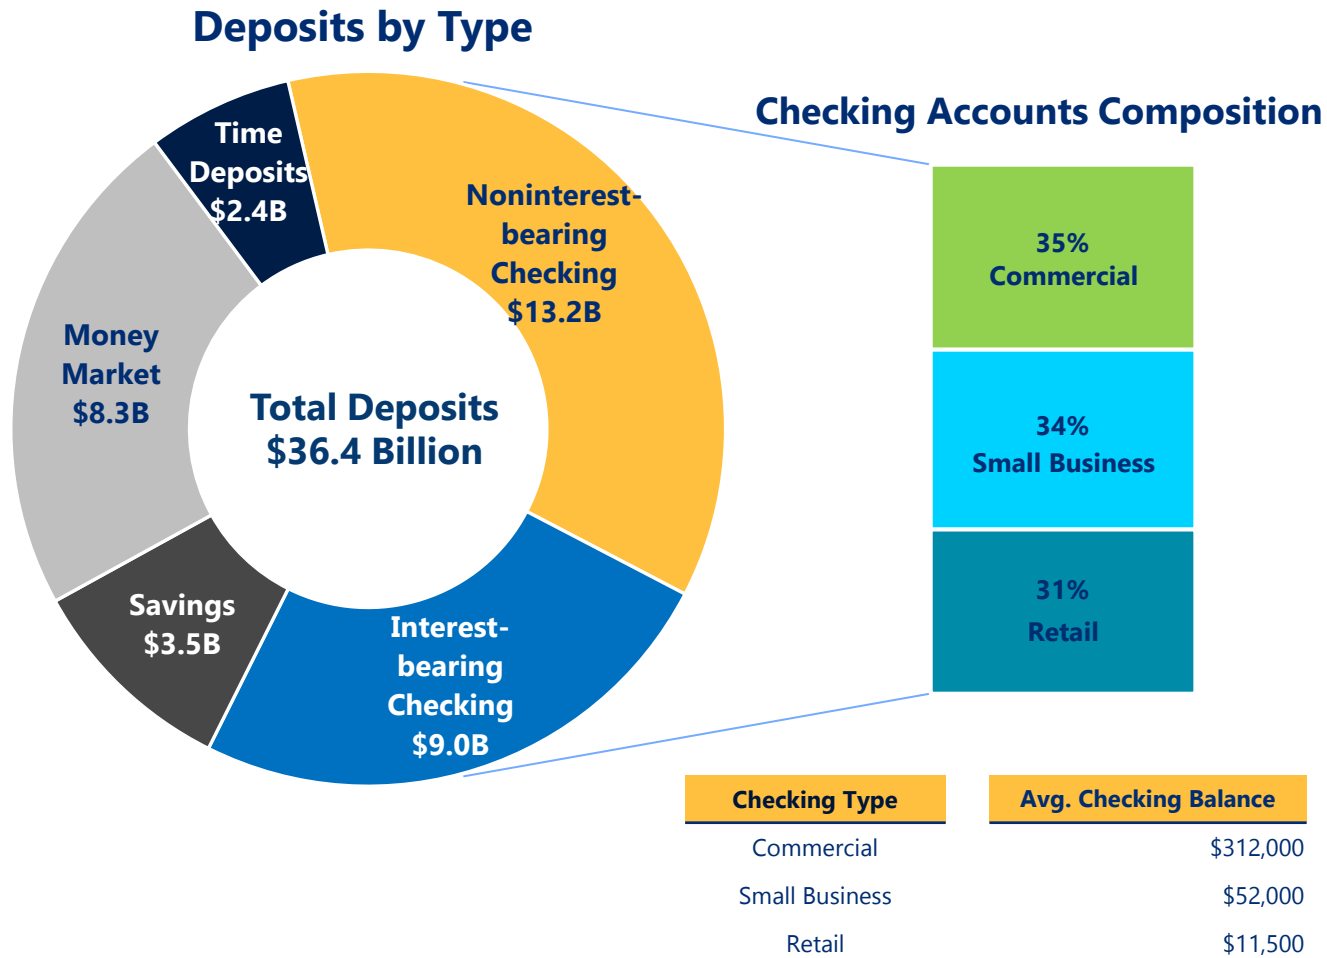 Deposits by Type
Time
Deposits
$2.4B
Noninterest-
bearing
Checking
$13.2B
Money
Market
$8.3B
Total Deposits
$36.4 Billion
Savings
$3.5B
Interest-
bearing
Checking
$9.0B
Checking Accounts Composition
35%
Commercial
34%
Small Business
31%
Retail
Checking Type Avg. Checking Balance
Commercial $312,000
Small Business $52,000
Retail $11,500